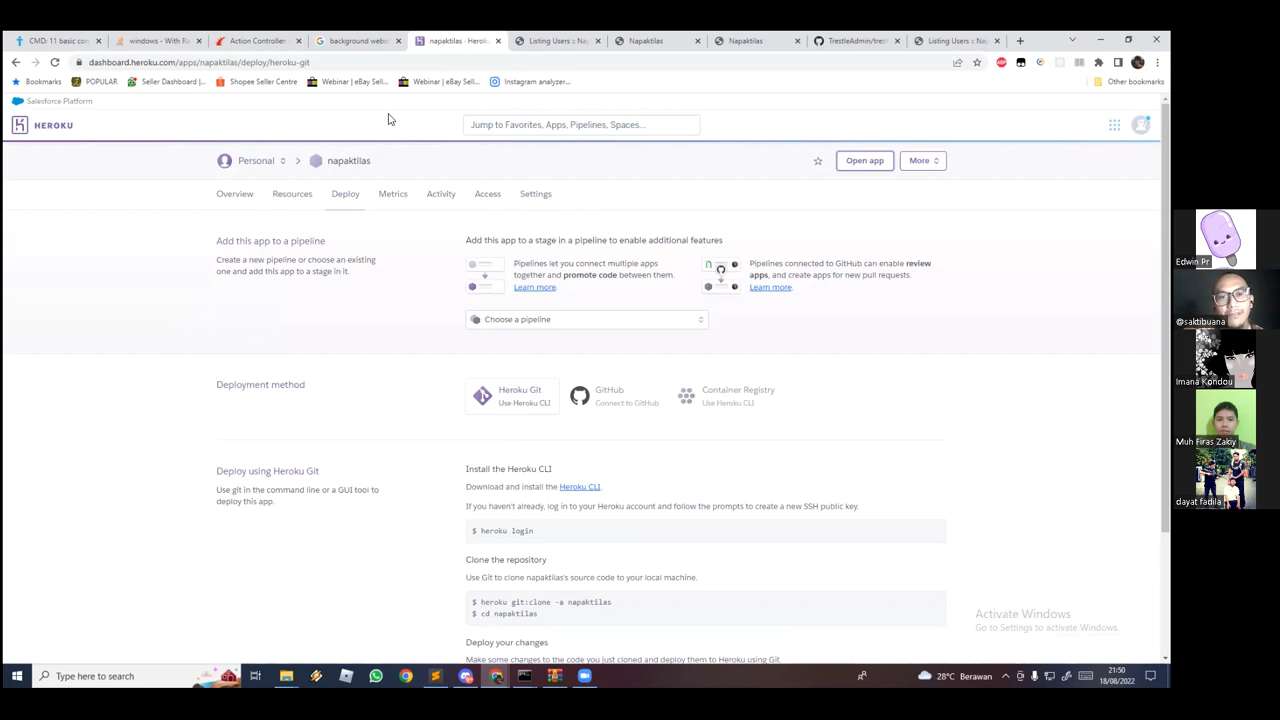 CMD: 11 basic con
windows - With Fa
Action Controller
background websi
napaktilas - Heroku
Listing Users :: Na
Napaktilas
Napaktilas
TrestleAdmin/trest
Listing Users :: Na
dashboard.heroku.com/apps/napaktilas/deploy/heroku-git
Bookmarks
POPULAR
Seller Dashboard |...
Shopee Seller Centre
Webinar | eBay Sell...
Webinar | eBay Sell...
Instagram analyzer...
Other bookmarks
Salesforce Platform
HEROKU
Jump to Favorites, Apps, Pipelines, Spaces...
Personal
napaktilas
Open app
More
Overview
Resources
Deploy
Metrics
Activity
Access
Settings
Add this app to a pipeline
Create a new pipeline or choose an existing
one and add this app to a stage in it.
Add this app to a stage in a pipeline to enable additional features
Pipelines let you connect multiple apps
together and promote code between them.
Learn more.
Pipelines connected to GitHub can enable review
apps, and create apps for new pull requests.
Learn more.
Choose a pipeline
Deployment method
Heroku Git
Use Heroku CLI
GitHub
Connect to GitHub
Container Registry
Use Heroku CLI
Deploy using Heroku Git
Use git in the command line or a GUI tool to
deploy this app.
Install the Heroku CLI
Download and install the Heroku CLI.
If you haven't already, log in to your Heroku account and follow the prompts to create a new SSH public key.
$ heroku login
Clone the repository
Use Git to clone napaktilas's source code to your local machine.
$ heroku git:clone -a napaktilas
$ cd napaktilas
Deploy your changes
Make some changes to the code you just cloned and deploy them to Heroku using Git.
Activate Windows
Go to Settings to activate Windows.
Type here to search
28°C Berawan
21:50
18/08/2022
Edwin Pr
@saktibuana
Imana Kondou
Muh Firas Zakiy
dayat fadila